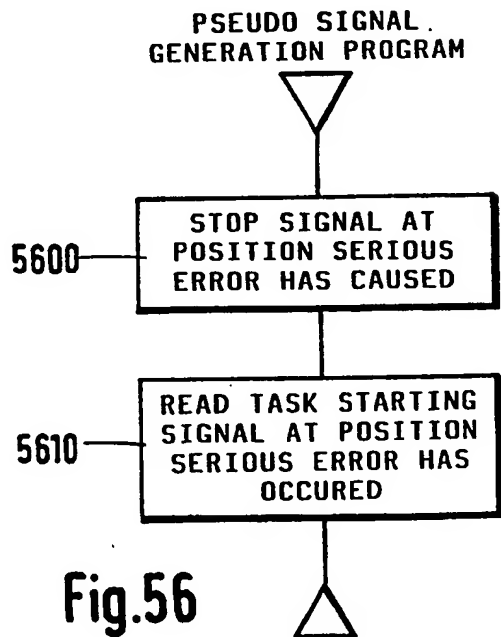 PSEUDO SIGNAL.
GENERATION PROGRAM
5600
STOP SIGNAL AT
POSITION SERIOUS
ERROR HAS CAUSED
5610
READ TASK STARTING
SIGNAL AT POSITION
SERIOUS ERROR HAS
OCCURED
Fig.56